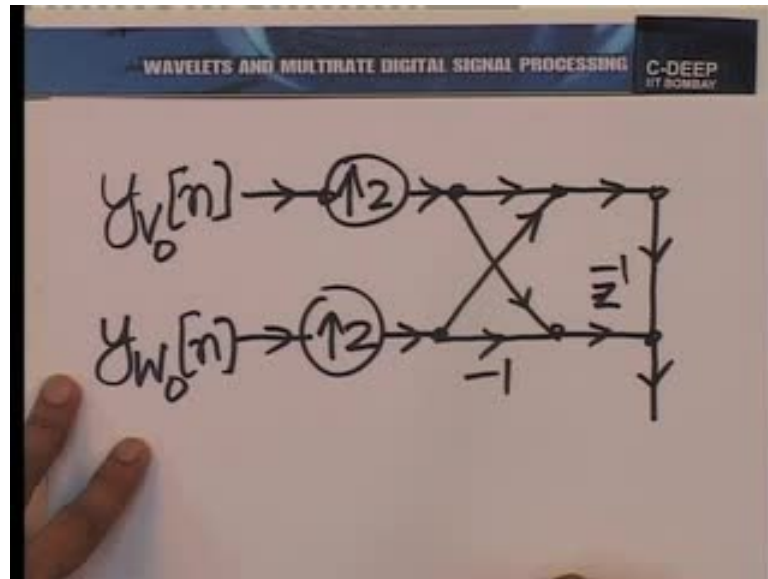 WAVELETS AND MULTIRATE DIGITAL SIGNAL PROCESSING
C-DEEP
IIT BOMBAY
y_{V_0}[n] ↑2
z^{-1}
y_{W_0}[n] ↑2
-1